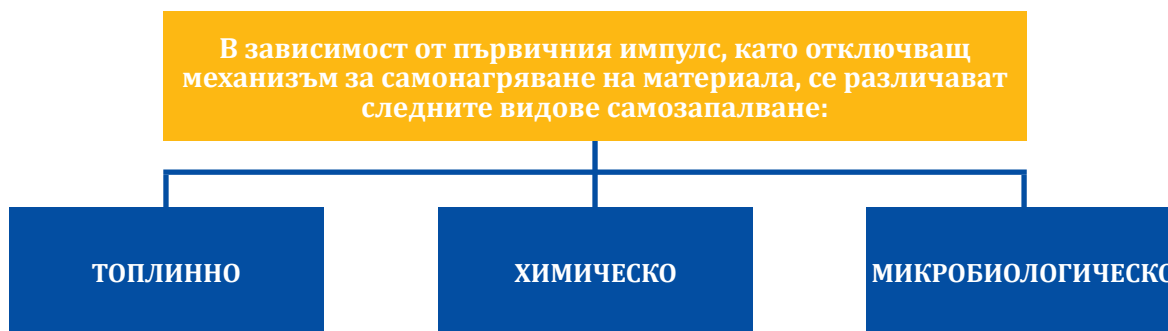 В зависимост от първичния импулс, като отключващ
механизъм за самонагряване на материала, се различават
следните видове самозапалване:
ТОПЛИННО
ХИМИЧЕСКО
МИКРОБИОЛОГИЧЕСКО